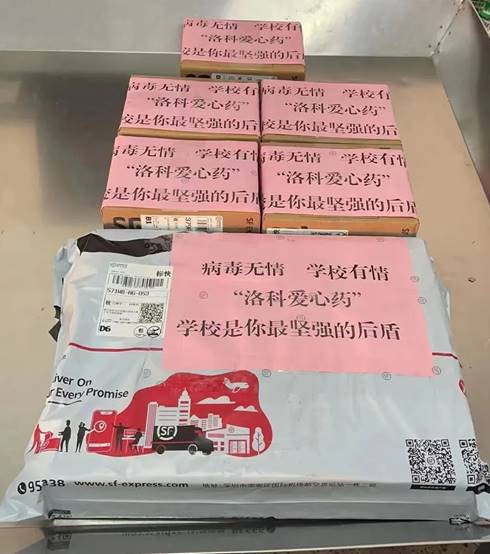 病毒无情 学校有情
“洛科爱心药”
校是你最坚强的后盾
病毒无情 学校有情
“洛科爱心药”
校是你最坚强的后
病毒无情 学校有情
“洛科爱心药”
校是你最坚强的后
病毒无情 学校有情
“洛科爱心药”
是你最坚强的后盾
病毒无情 学校有情
“洛科爱心药”
校是你最坚强的后盾
病毒无情 学校有情
“洛科爱心药”
学校是你最坚强的后盾
标快
571WB-NG-053
D6
liver On
Every Promise
SF
95338 www.sf-express.com